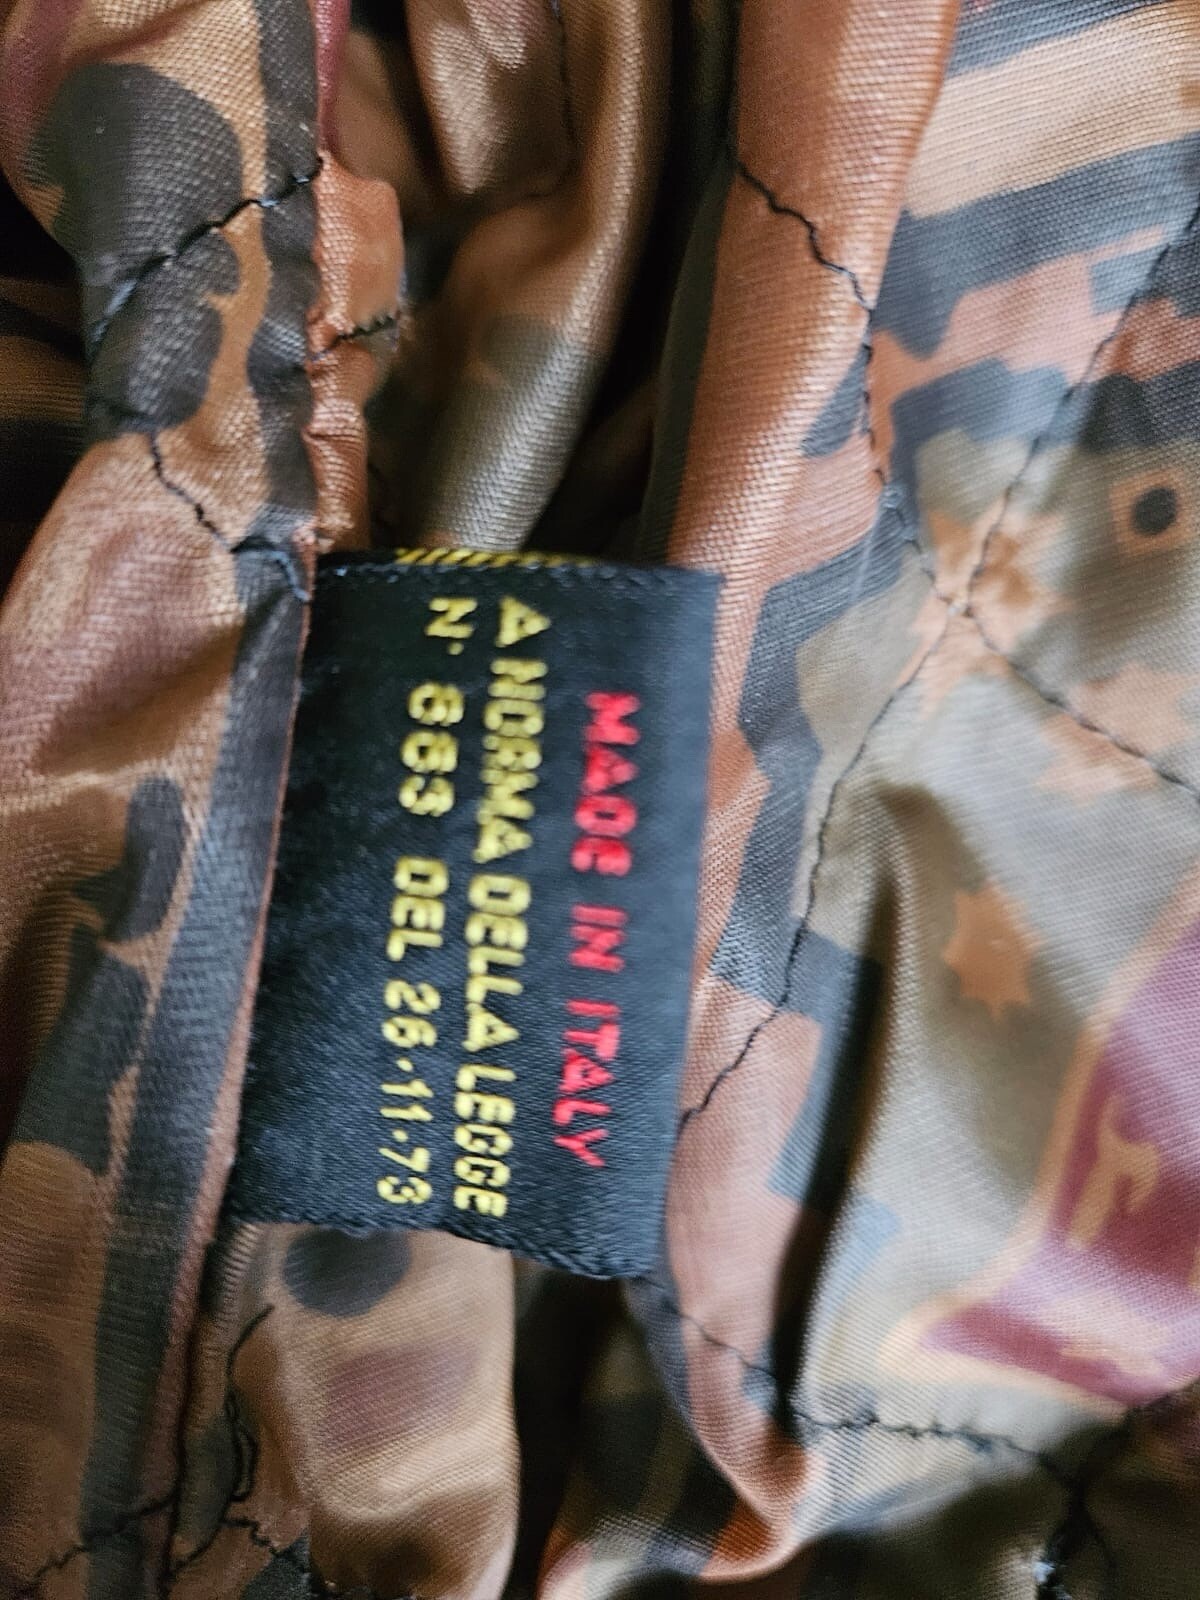 MADE IN ITALY
A NORMA DELLA LEGGE
N° 883 DEL 26·11·73